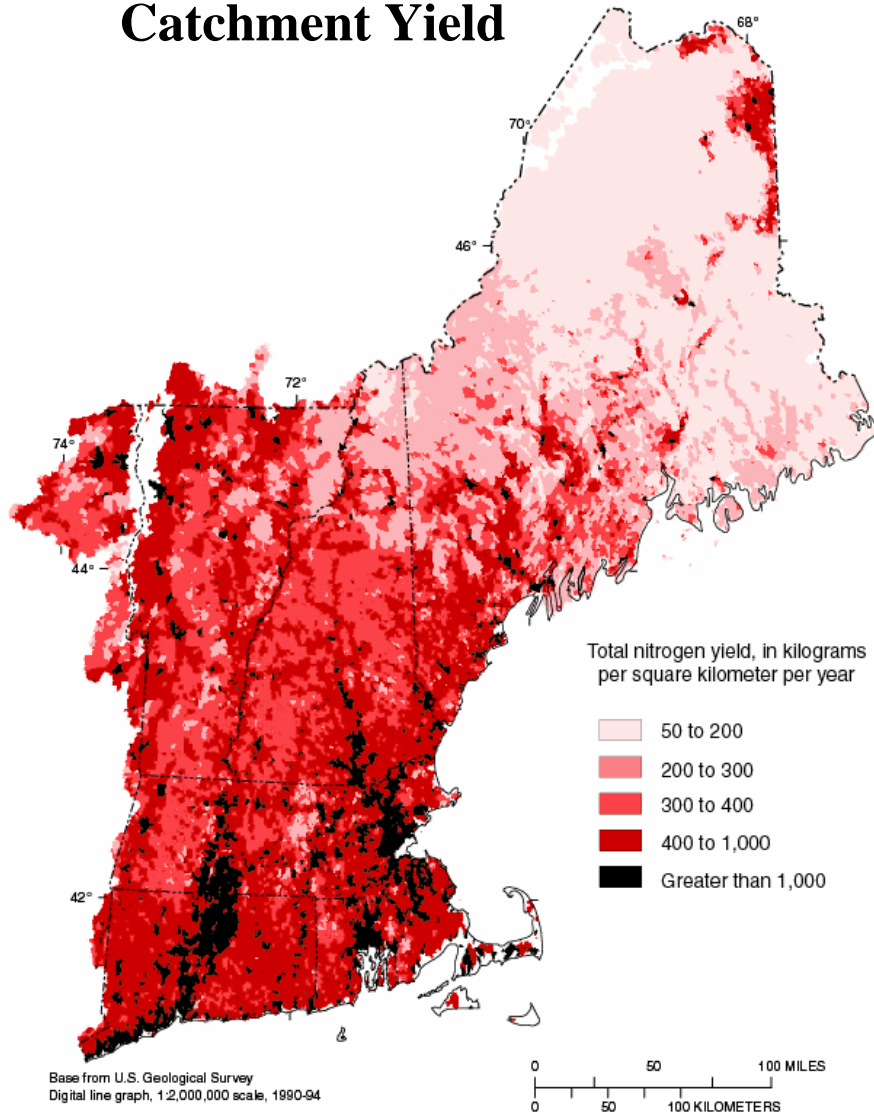 Catchment Yield
68°
70°
46°
72°
74°
44°
Total nitrogen yield, in kilograms
per square kilometer per year
50 to 200
200 to 300
300 to 400
400 to 1,000
Greater than 1,000
42°
0 50 100 MILES
0 50 100 KILOMETERS
Base from U.S. Geological Survey
Digital line graph, 1:2,000,000 scale, 1990-94